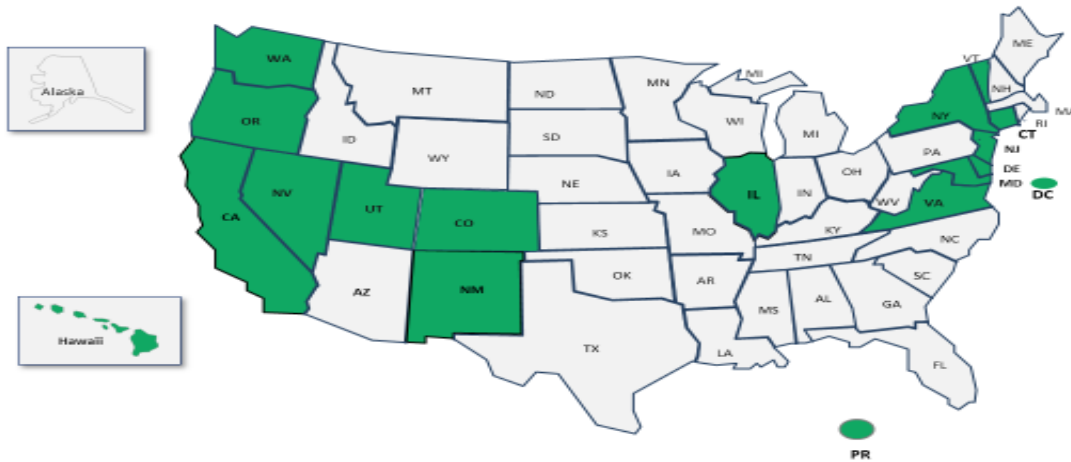 WA
ME
VT
MT
ND
MN
MI
NH
Alaska
OR
ID
SD
WI
MI
NY
MA
RI
CT
WY
PA
NJ
IA
OH
DE
NE
IL
IN
MD
DC
NV
UT
CO
WV
VA
CA
KS
MO
KY
NC
TN
OK
AR
SC
AZ
NM
MS
AL
GA
Hawaii
TX
LA
FL
PR